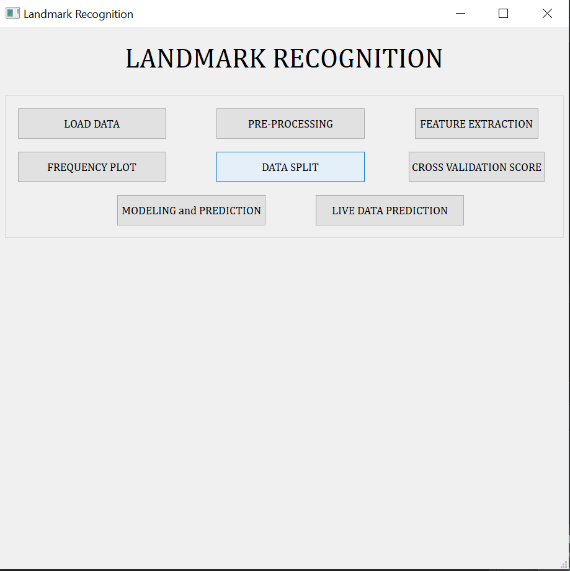 Landmark Recognition
LANDMARK RECOGNITION
LOAD DATA
PRE-PROCESSING
FEATURE EXTRACTION
FREQUENCY PLOT
DATA SPLIT
CROSS VALIDATION SCORE
MODELING and PREDICTION
LIVE DATA PREDICTION